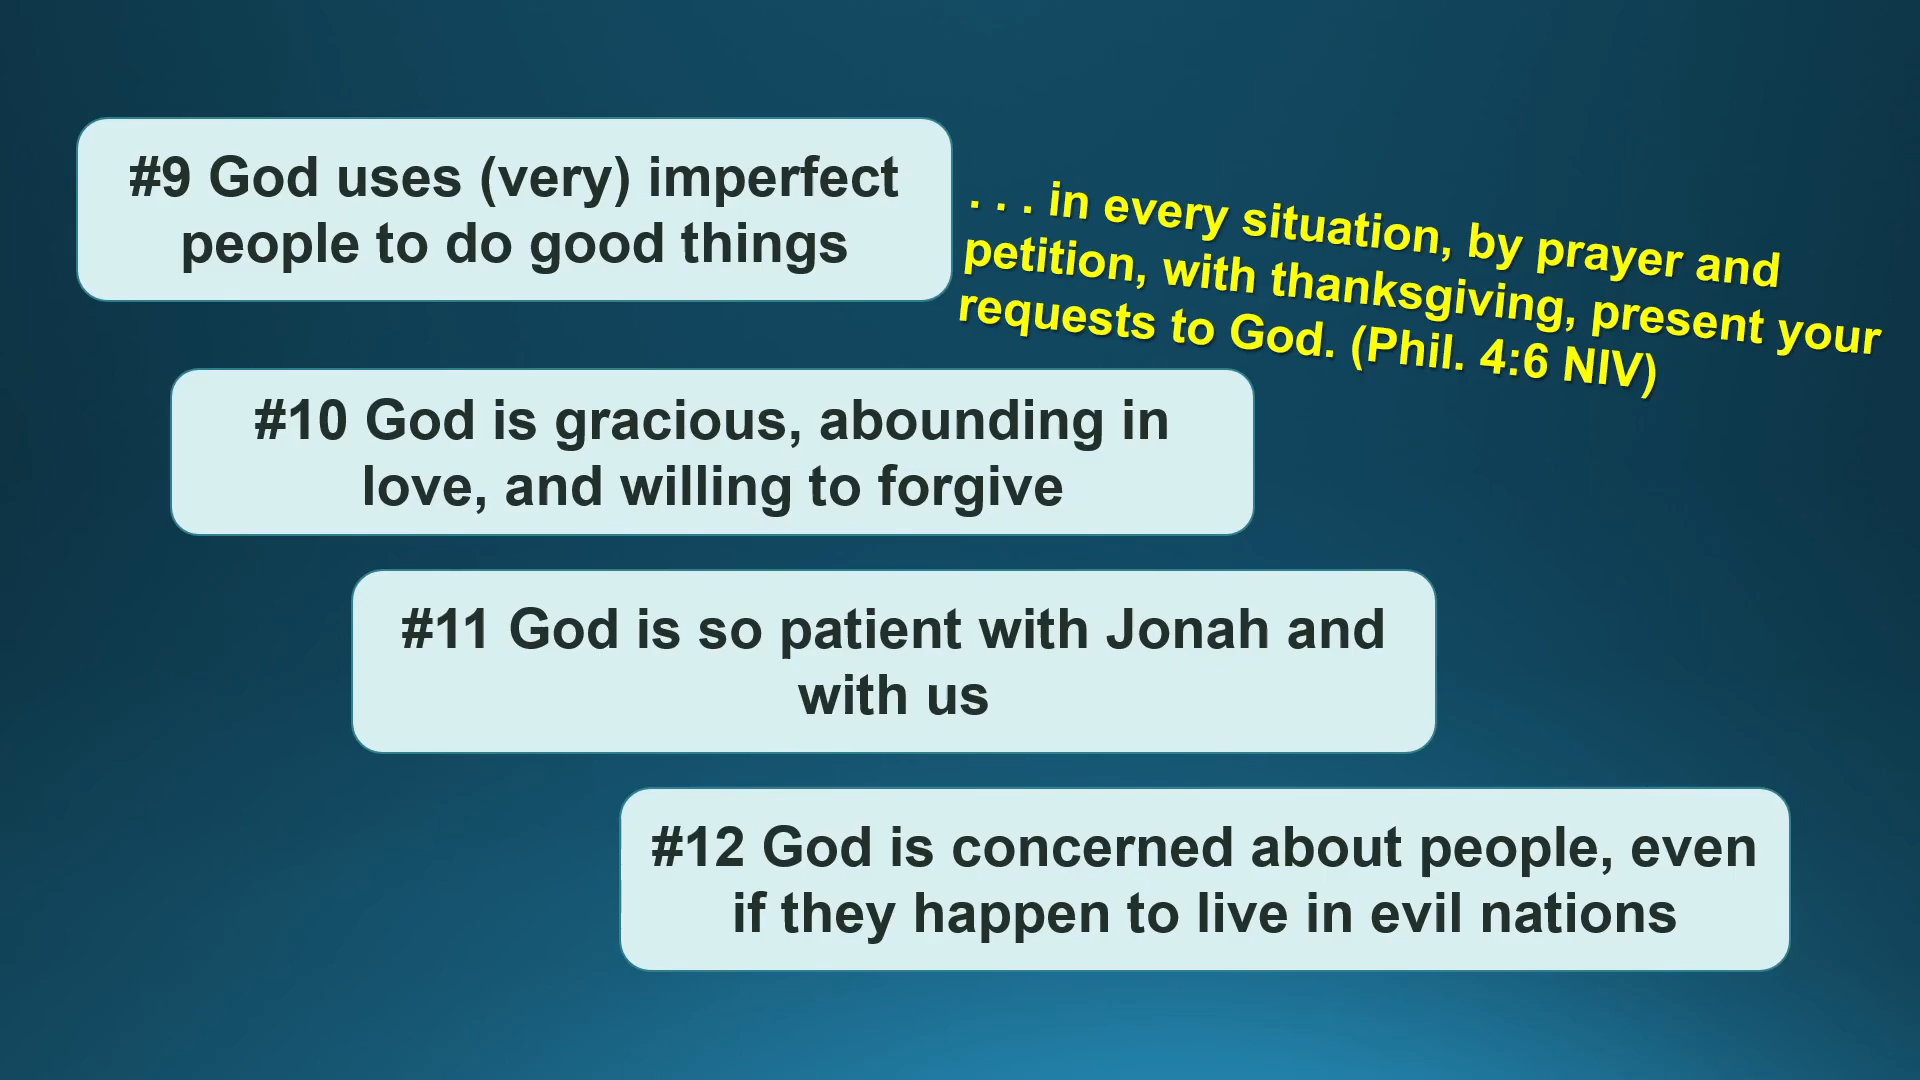 #9 God uses (very) imperfect
people to do good things
. . . in every situation, by prayer and
petition, with thanksgiving, present your
requests to God. (Phil. 4:6 NIV)
#10 God is gracious, abounding in
love, and willing to forgive
#11 God is so patient with Jonah and
with us
#12 God is concerned about people, even
if they happen to live in evil nations